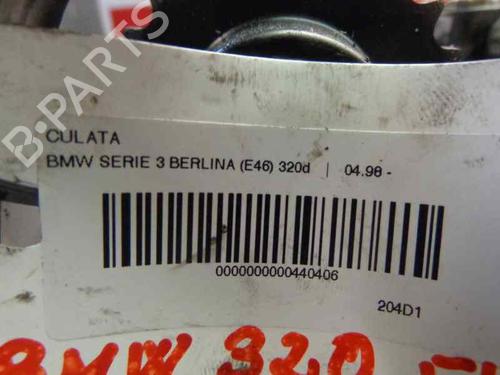 B-PARTS
CULATA
BMW SERIE 3 BERLINA (E46) 320d | 04.98 -
0000000000440406
204D1
BMW 320